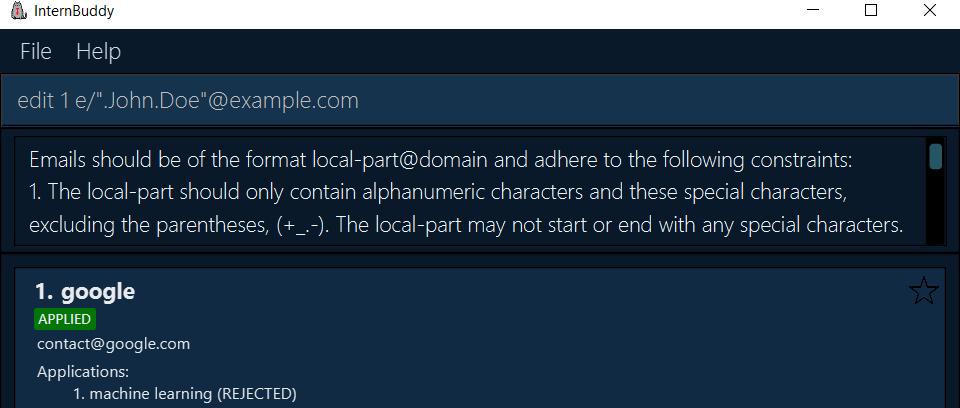 InternBuddy
File Help
edit 1 e/".John.Doe"@example.com
Emails should be of the format local-part@domain and adhere to the following constraints:
1. The local-part should only contain alphanumeric characters and these special characters,
excluding the parentheses, (+_.-). The local-part may not start or end with any special characters.
1. google
APPLIED
contact@google.com
Applications:
1. machine learning (REJECTED)